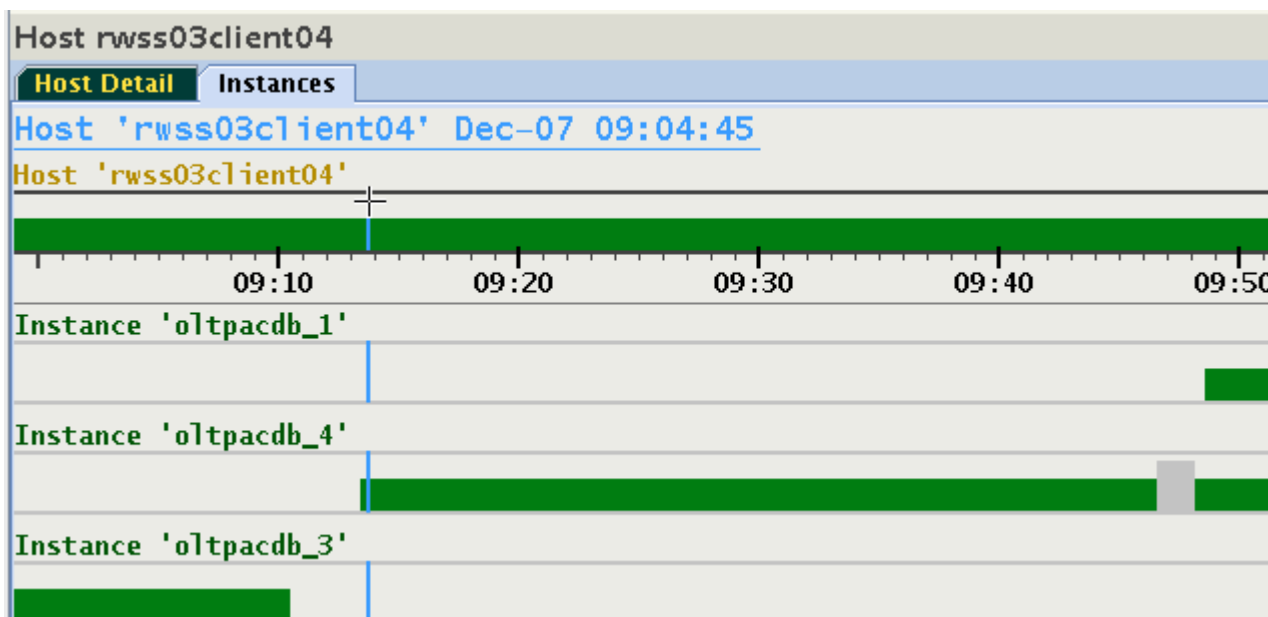 Host rwss03client04
Host Detail Instances
Host 'rwss03client04' Dec-07 09:04:45
Host 'rwss03client04'
09:10 09:20 09:30 09:40 09:50
Instance 'oltpacdb_1'
Instance 'oltpacdb_4'
Instance 'oltpacdb_3'